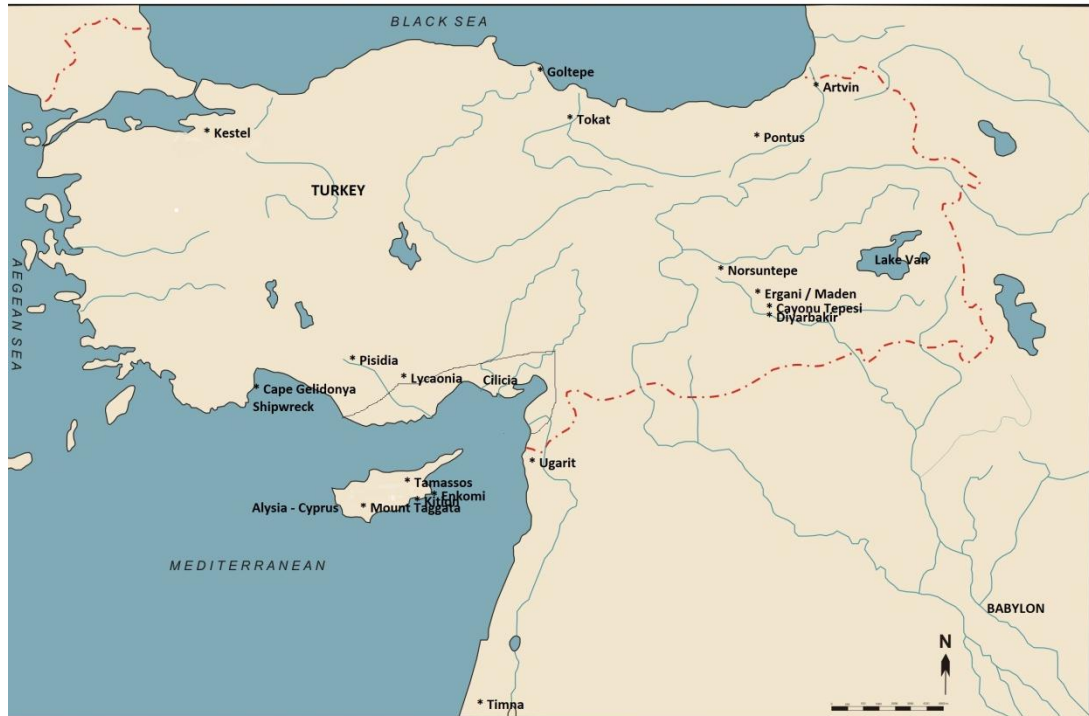 BLACK SEA
* Goltepe
* Artvin
* Tokat
* Kestel
* Pontus
TURKEY
AEGEAN SEA
Lake Van
* Norsuntepe
* Ergani / Maden
* Cayonu Tepesi
* Diyarbakir
* Pisidia
* Lycaonia
Cilicia
* Cape Gelidonya
Shipwreck
* Ugarit
* Tamassos
* Enkomi
* Kition
Alysia - Cyprus
* Mount Taggata
MEDITERRANEAN
BABYLON
N
* Timna